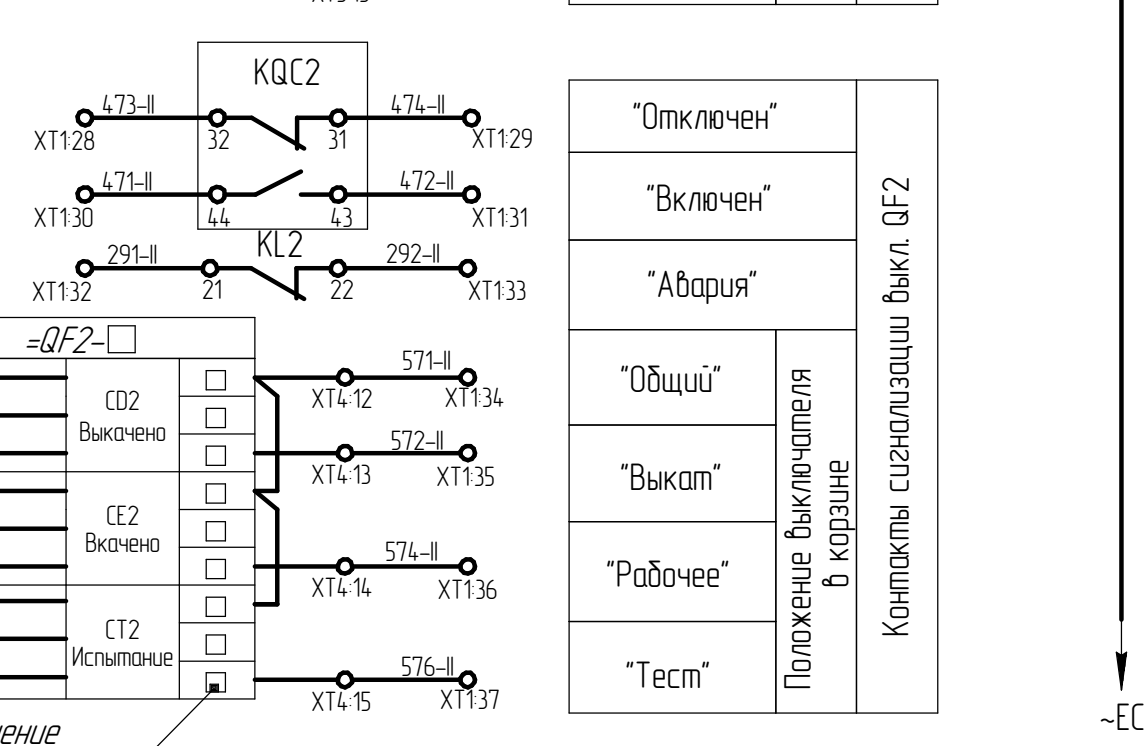 KQC2
473-II
474-II
XT1:28
32
31
XT1:29
471-II
472-II
XT1:30
44
43
XT1:31
KL2
291-II
292-II
XT1:32
21
22
XT1:33
=QF2-
CD2
Выкачено
CE2
Вкачено
CT2
Испытание
571-II
XT4:12
XT1:34
572-II
XT4:13
XT1:35
574-II
XT4:14
XT1:36
576-II
XT4:15
XT1:37
"Отключен"
"Включен"
"Авария"
"Общий"
"Выкат"
"Рабочее"
"Тест"
Положение выключателя
в корзине
Контакты сигнализации выкл. QF2
~EC